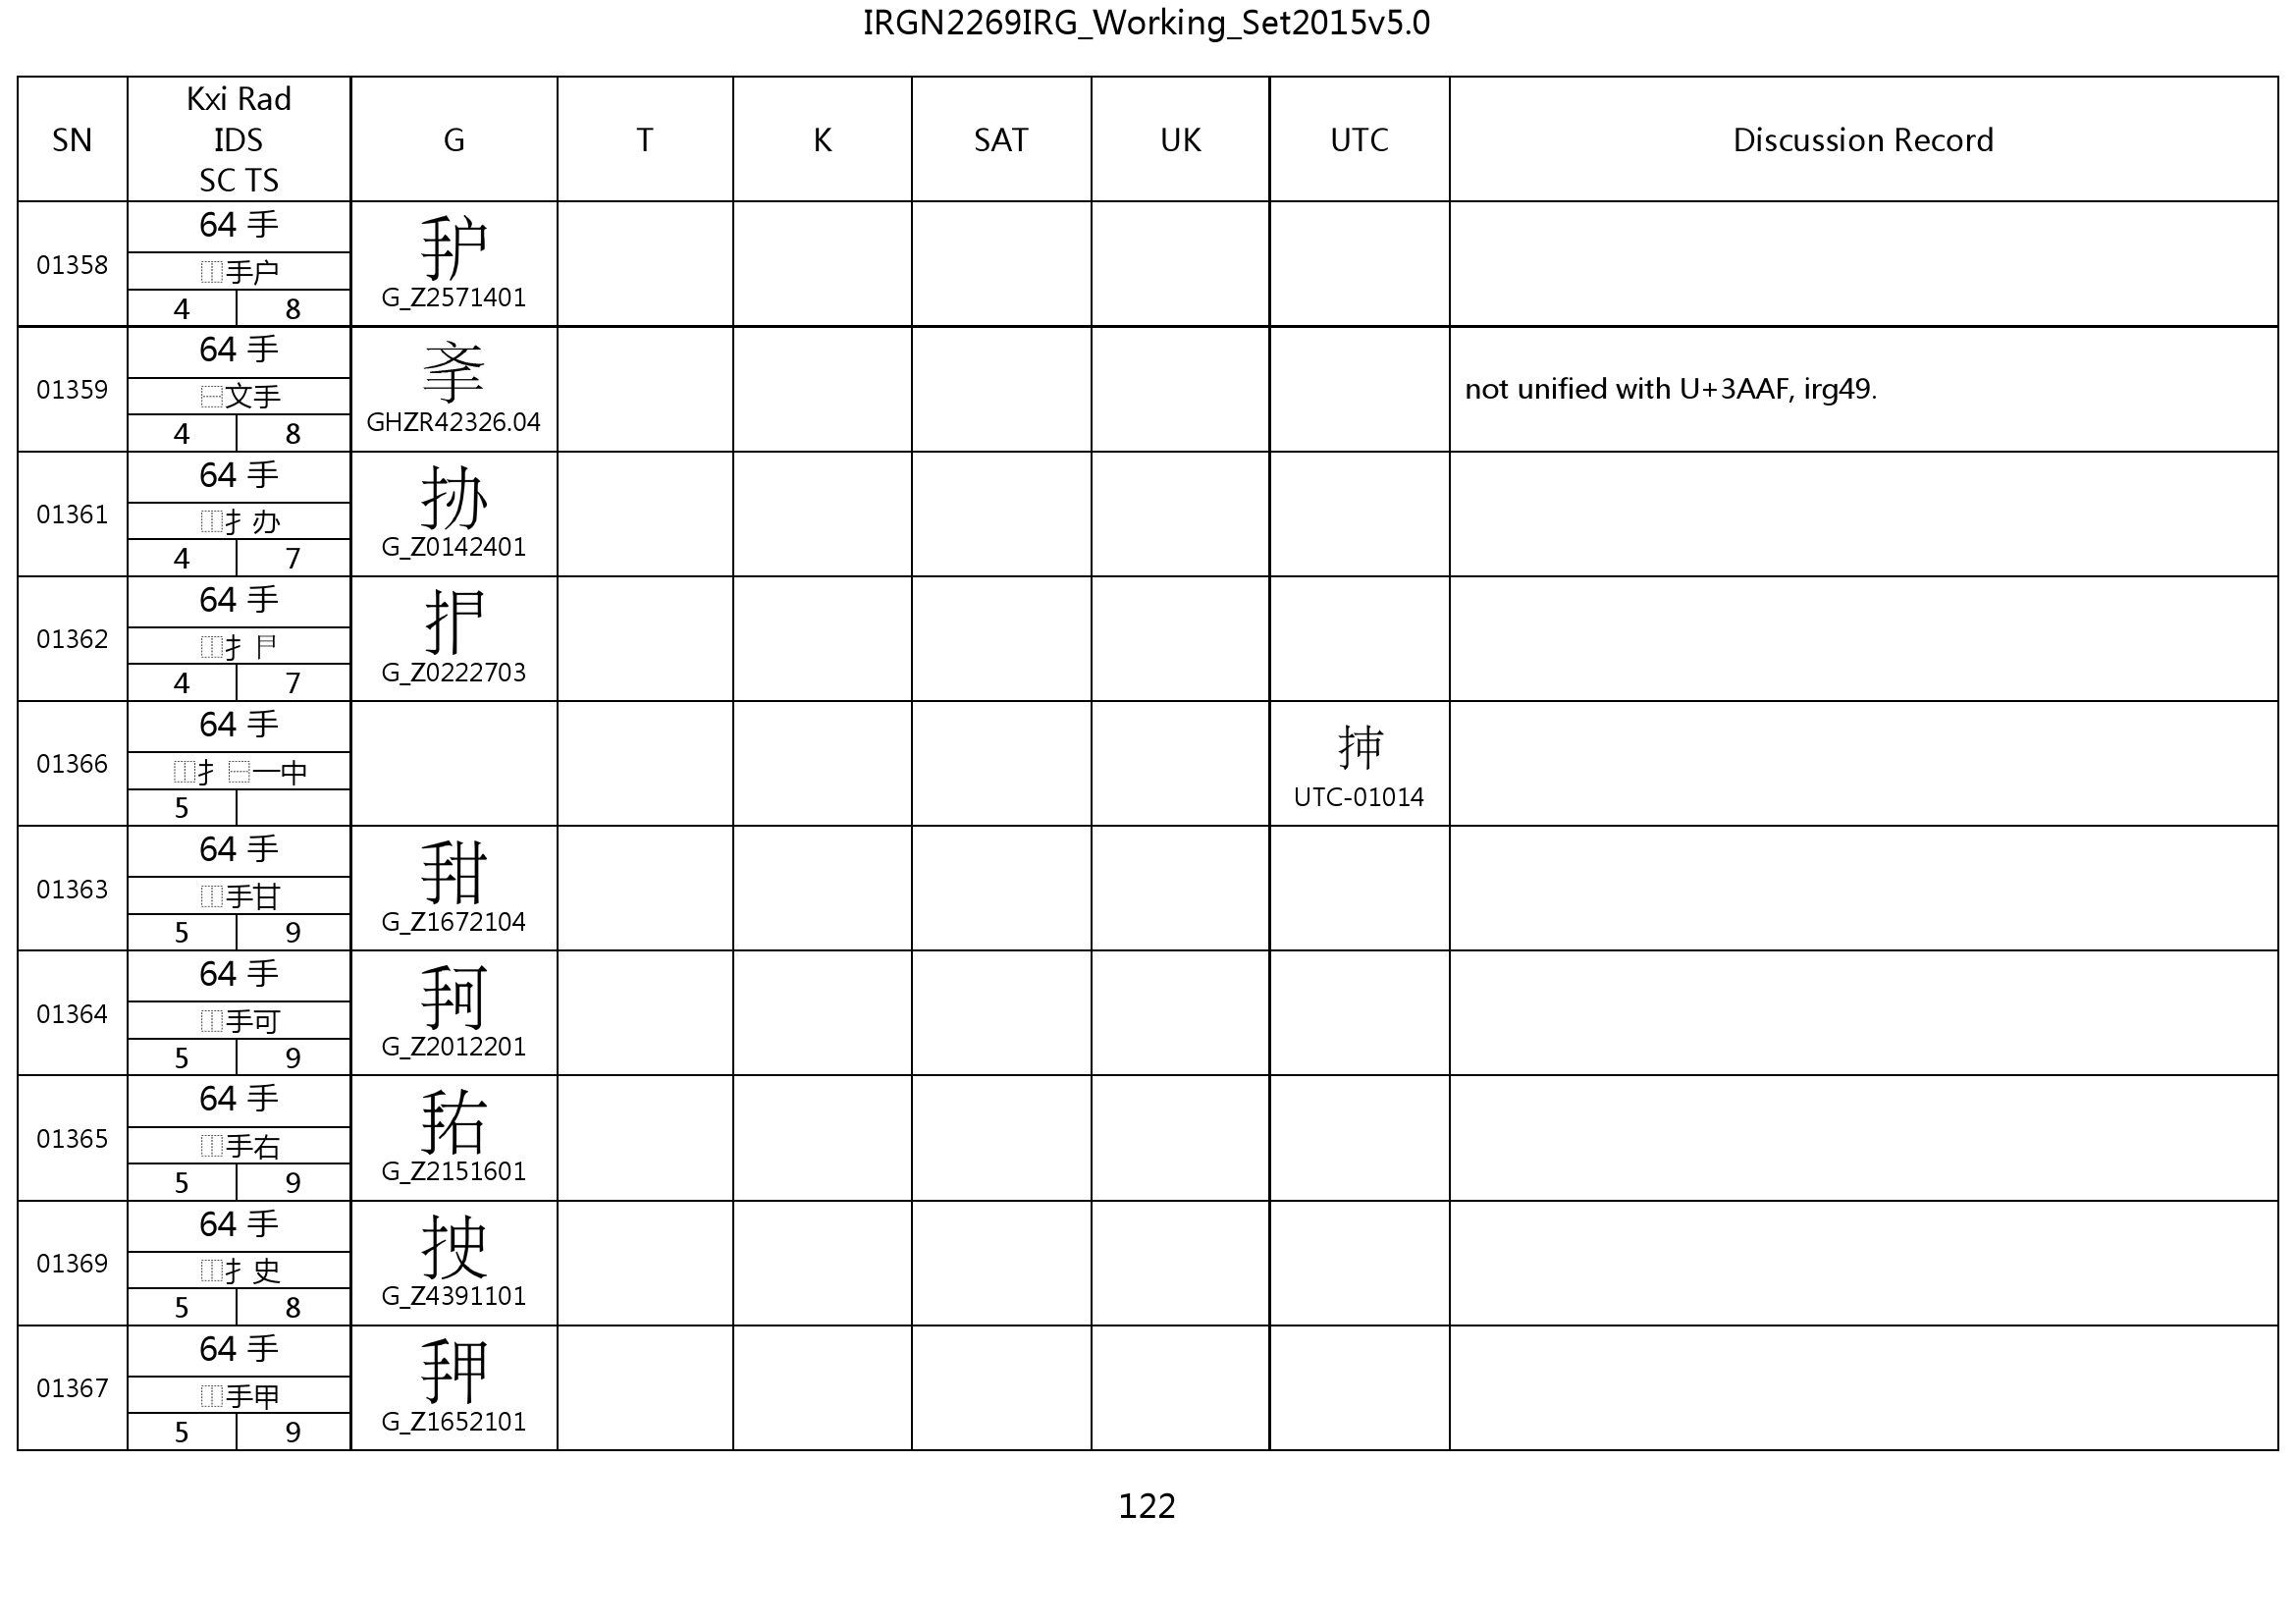 IRGN2269IRG_Working_Set2015v5.0
SN Kxi Rad IDS SC TS G T K SAT UK UTC Discussion Record
01358
64 手
⿰手户
4 8
G_Z2571401
01359
64 手
⿱文手
4 8
GHZR42326.04
not unified with U+3AAF, irg49.
01361
64 手
⿰扌办
4 7
G_Z0142401
01362
64 手
⿰扌𫩏
4 7
G_Z0222703
01366
64 手
⿰扌⿱一中
5
UTC-01014
01363
64 手
⿰手甘
5 9
G_Z1672104
01364
64 手
⿰手可
5 9
G_Z2012201
01365
64 手
⿰手右
5 9
G_Z2151601
01369
64 手
⿰扌史
5 8
G_Z4391101
01367
64 手
⿰手甲
5 9
G_Z1652101
122